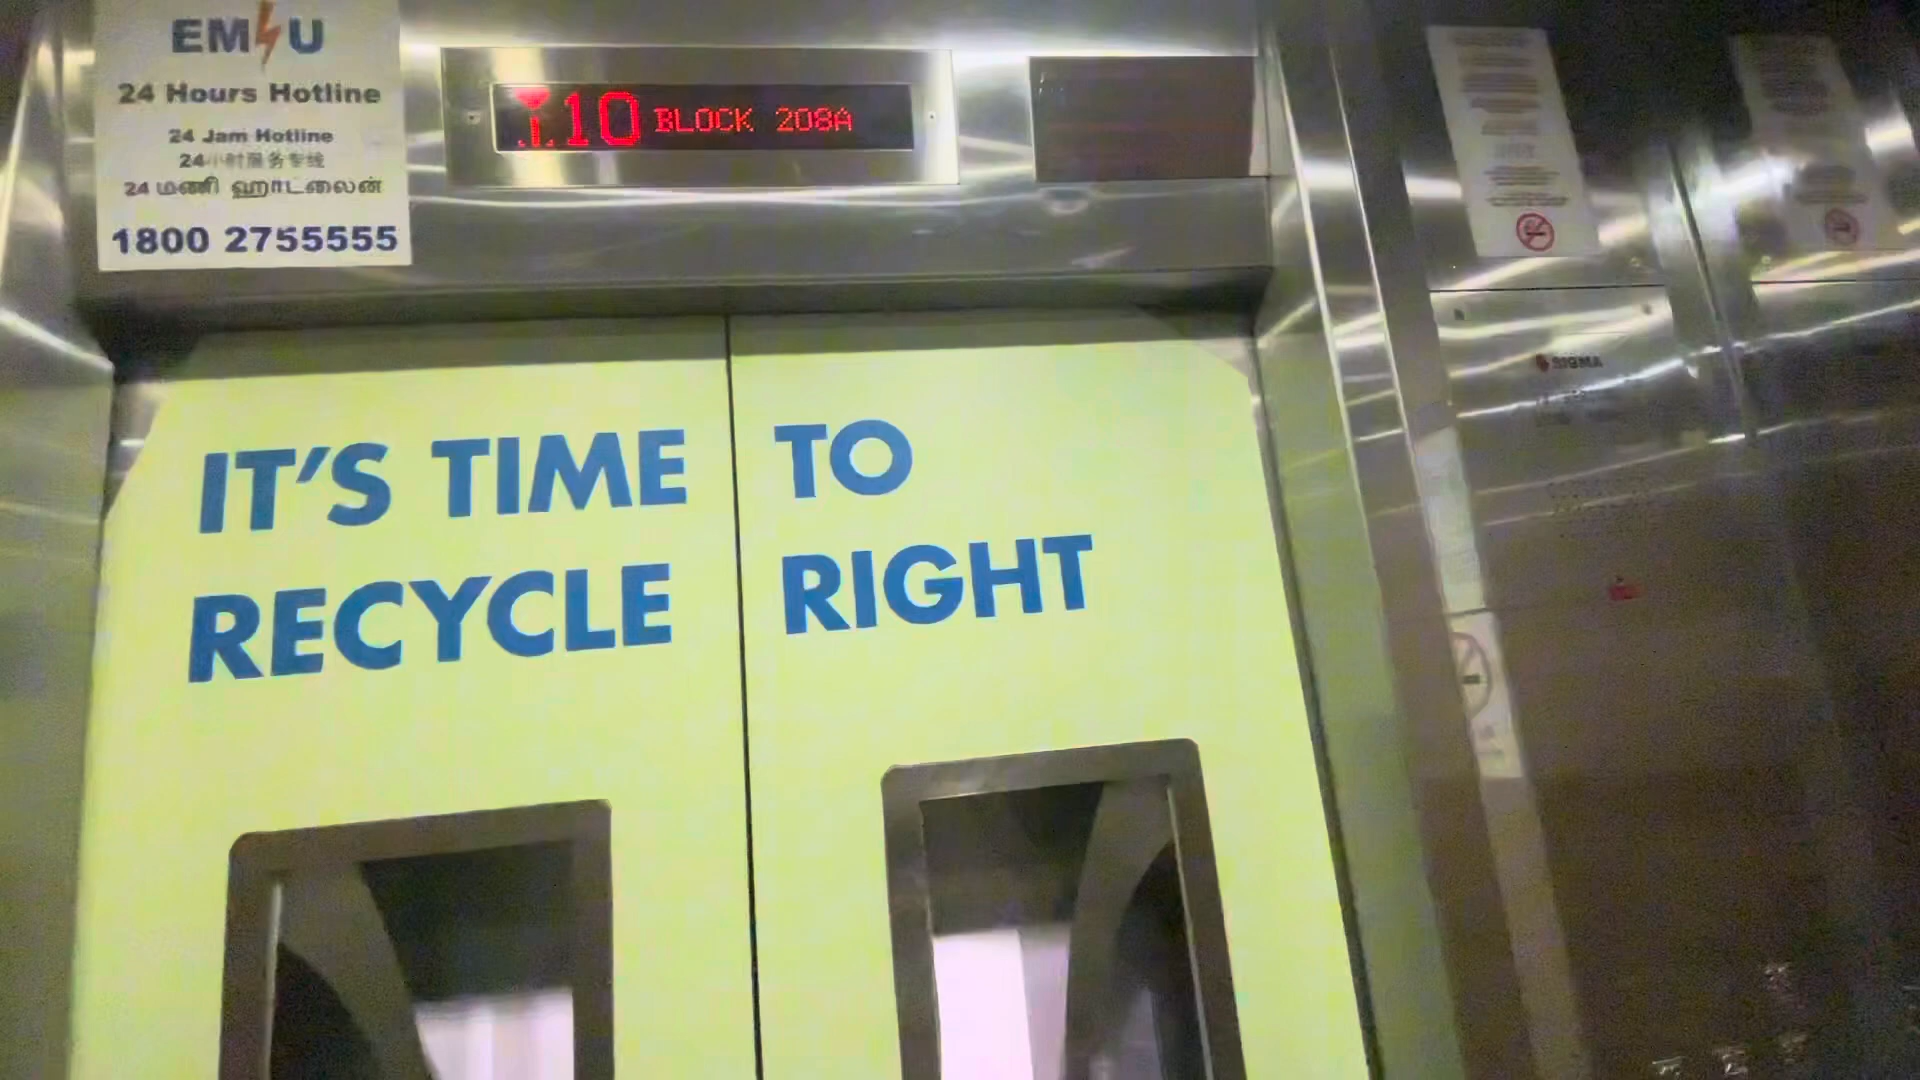 EM⚡U
24 Hours Hotline
24 Jam Hotline
24小时服务专线
24 மணி ஹாட்லைன்
1800 2755555
10 BLOCK 208A
IT'S TIME TO
RECYCLE RIGHT
SIGMA